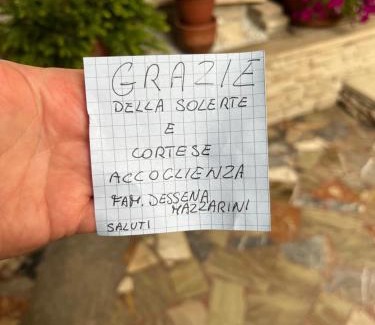 GRAZIE
DELLA SOLERTE
E
CORTESE
ACCOGLIENZA
FAM. DESSENA
MAZZARINI
SALUTI